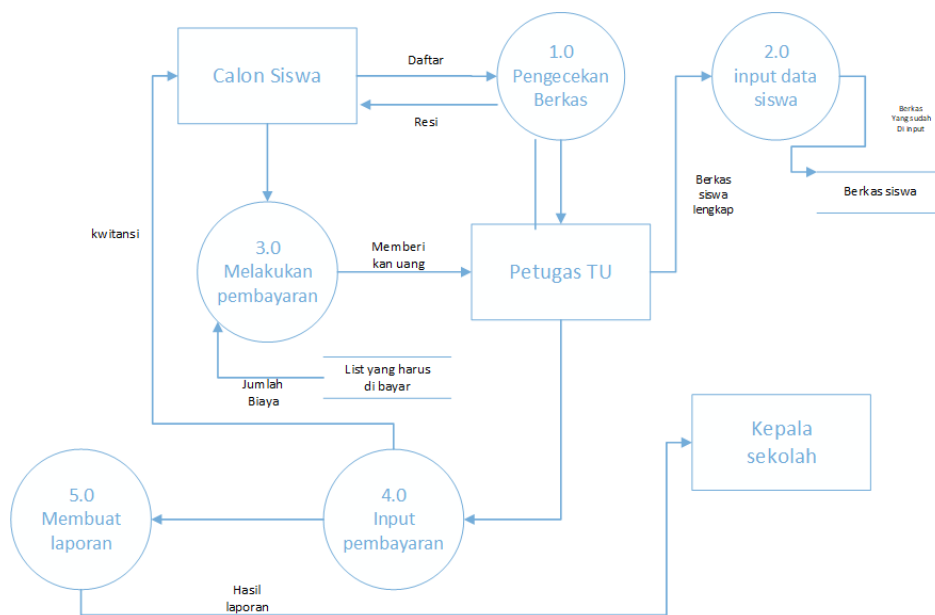 Calon Siswa
Daftar
Resi
1.0
Pengecekan
Berkas
2.0
input data
siswa
Berkas
Yang sudah
Di input
Berkas siswa
Berkas
siswa
lengkap
kwitansi
3.0
Melakukan
pembayaran
Memberi
kan uang
Petugas TU
List yang harus
di bayar
Jumlah
Biaya
Kepala
sekolah
5.0
Membuat
laporan
4.0
Input
pembayaran
Hasil
laporan